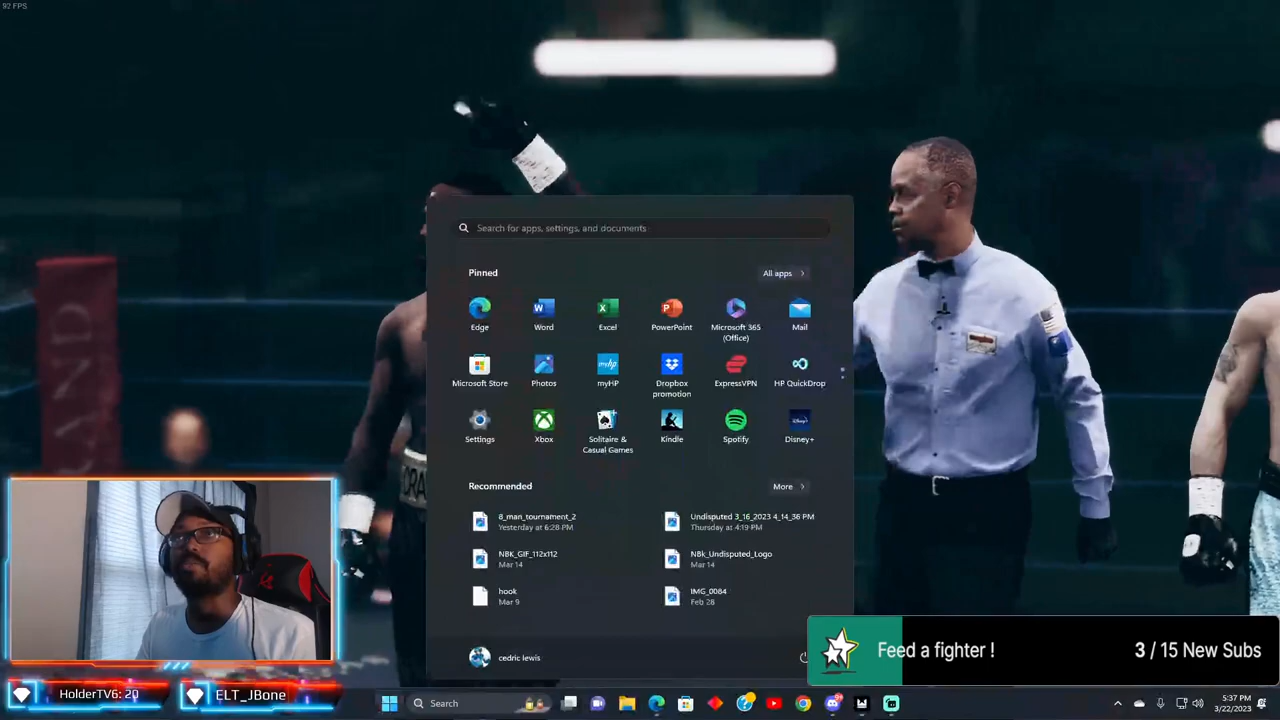 92 FPS
Search for apps, settings, and documents
Pinned
All apps
Edge
Word
Excel
PowerPoint
Microsoft 365
(Office)
Mail
Microsoft Store
Photos
myHP
Dropbox
promotion
ExpressVPN
HP QuickDrop
Settings
Xbox
Solitaire &
Casual Games
Kindle
Spotify
Disney+
Recommended
More
8_man_tournament_2
Yesterday at 6:28 PM
Undisputed 3_16_2023 4_14_36 PM
Thursday at 4:19 PM
NBK_GIF_112x112
Mar 14
NBk_Undisputed_Logo
Mar 14
hook
Mar 9
IMG_0084
Feb 28
cedric lewis
Feed a fighter !
3 / 15 New Subs
HolderTV6: 20
ELT_JBone
Search
5:37 PM
3/22/2023